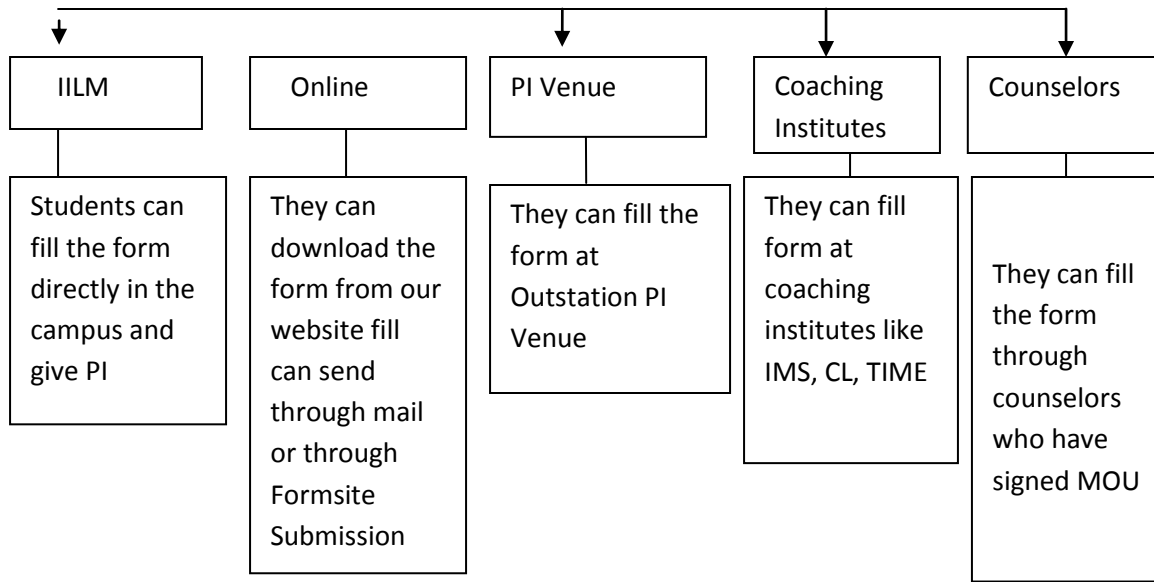 IILM
Online
PI Venue
Coaching
Institutes
Counselors
Students can
fill the form
directly in the
campus and
give PI
They can
download the
form from our
website fill
can send
through mail
or through
Formsite
Submission
They can fill the
form at
Outstation PI
Venue
They can fill
form at
coaching
institutes like
IMS, CL, TIME
They can fill
the form
through
counselors
who have
signed MOU